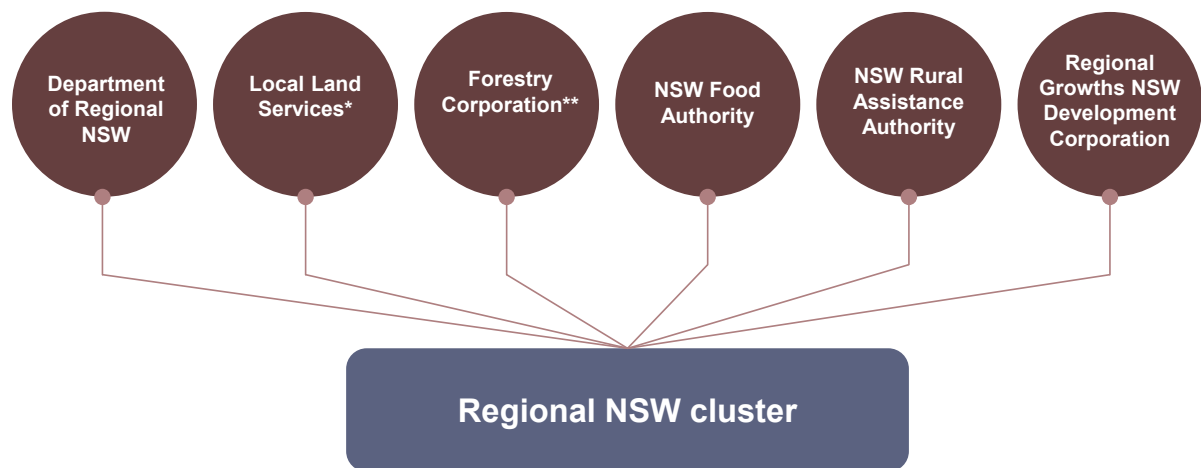 Department
of Regional
NSW
Local Land
Services*
Forestry
Corporation**
NSW Food
Authority
NSW Rural
Assistance
Authority
Regional
Growths NSW
Development
Corporation
Regional NSW cluster